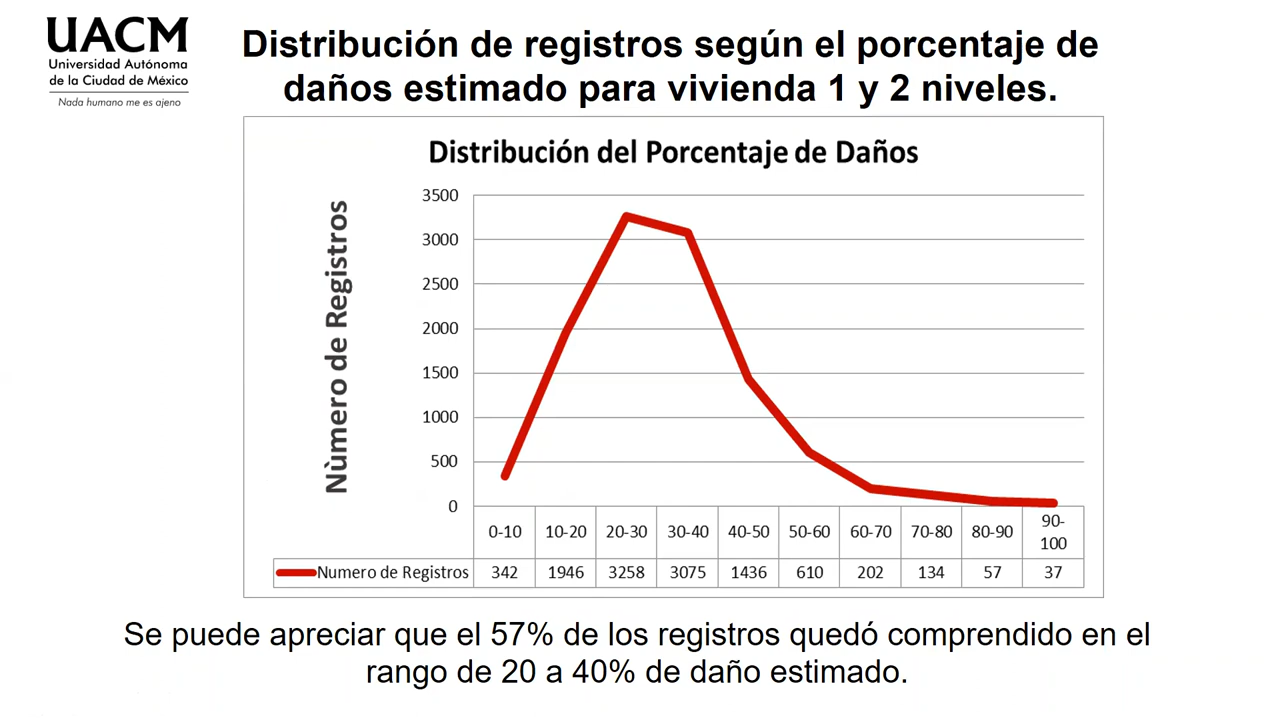 UACM
Universidad Autónoma
de la Ciudad de México
Nada humano me es ajeno
Distribución de registros según el porcentaje de
daños estimado para vivienda 1 y 2 niveles.
Distribución del Porcentaje de Daños
Nùmero de Registros
3500
3000
2500
2000
1500
1000
500
0
0-10 10-20 20-30 30-40 40-50 50-60 60-70 70-80 80-90 90-
100
Numero de Registros 342 1946 3258 3075 1436 610 202 134 57 37
Se puede apreciar que el 57% de los registros quedó comprendido en el
rango de 20 a 40% de daño estimado.